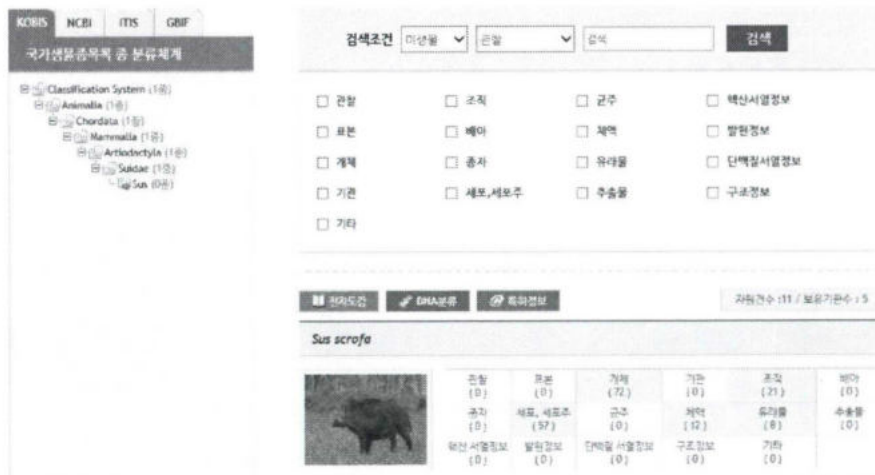 KOBIS NCBI ITIS GBIF
국가생물종목록 종 분류체계
Classification System (1종)
Animalia (1종)
Chordata (1종)
Mammalia (1종)
Artiodactyla (1종)
Suidae (1종)
Sus (0종)
검색조건 미생물 관찰 검색 검색
관찰 조직 균주 핵산서열정보
표본 배아 체액 발현정보
개체 종자 유래물 단백질서열정보
기관 세포,세포주 추출물 구조정보
기타
전자도감 DNA분류 특허정보 자원건수 :11 / 보유기관수 : 5
Sus scrofa
관찰 표본 개체 기관 조직 배아
(0) (0) (72) (0) (21) (0)
종자 세포, 세포주 균주 체액 유래물 추출물
(0) (57) (0) (12) (8) (0)
핵산 서열정보 발현정보 단백질 서열정보 구조정보 기타
(0) (0) (0) (0) (0)